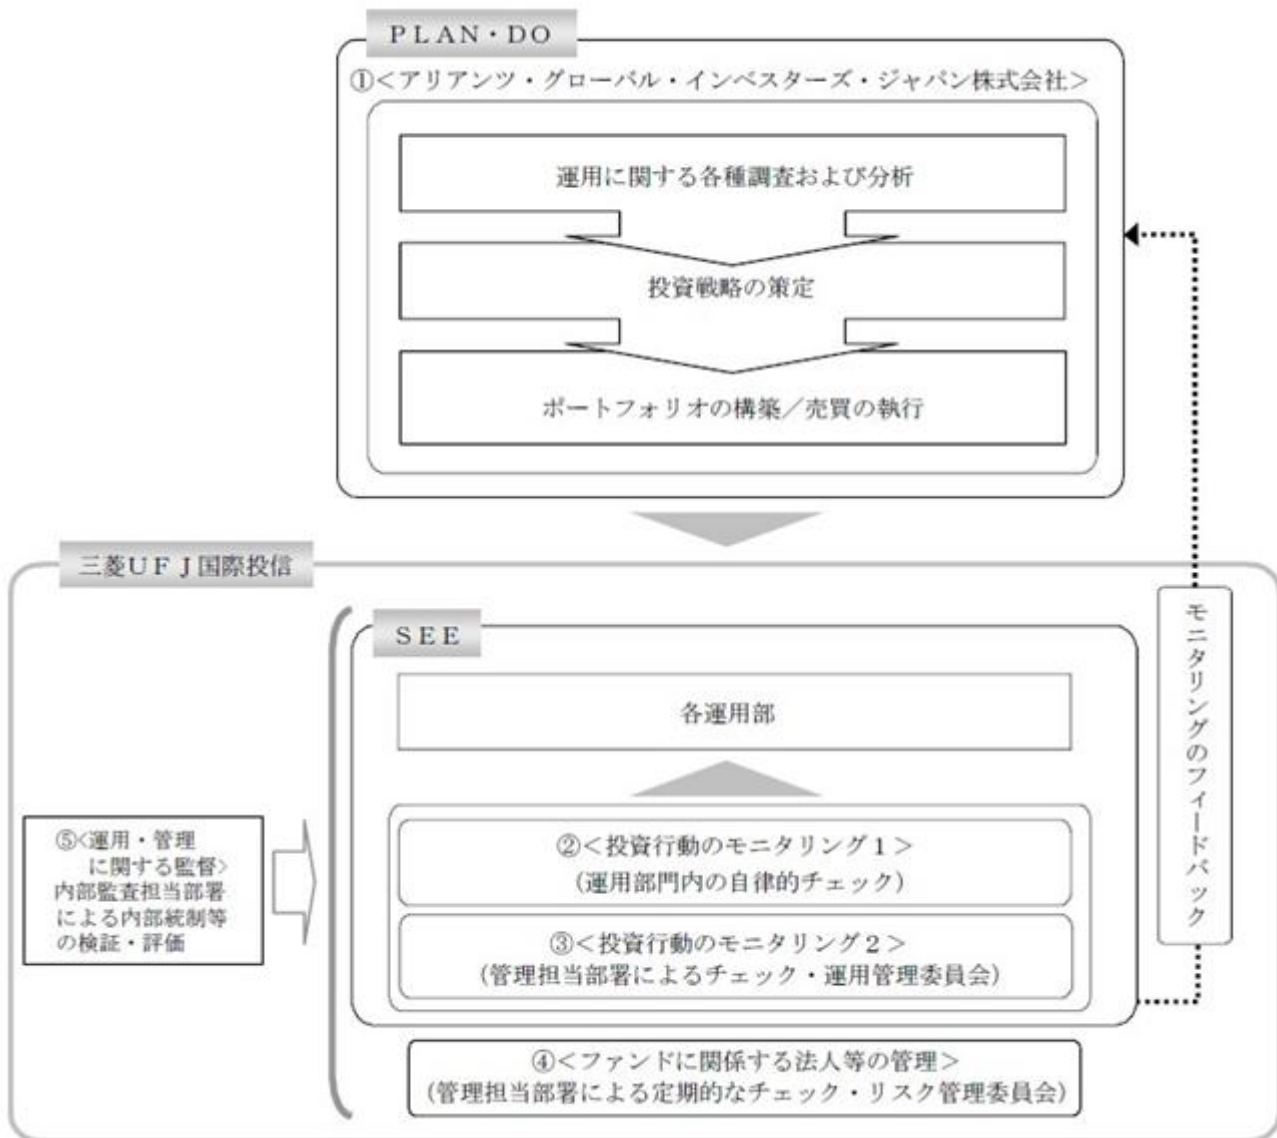 ＰＬＡＮ・ＤＯ
①＜アリアンツ・グローバル・インベスターズ・ジャパン株式会社＞
運用に関する各種調査および分析
投資戦略の策定
ポートフォリオの構築／売買の執行
三菱ＵＦＪ国際投信
ＳＥＥ
各運用部
②＜投資行動のモニタリング１＞
（運用部門内の自律的チェック）
③＜投資行動のモニタリング２＞
（管理担当部署によるチェック・運用管理委員会）
④＜ファンドに関係する法人等の管理＞
（管理担当部署による定期的なチェック・リスク管理委員会）
⑤<運用・管理
に関する監督>
内部監査担当部署
による内部統制等
の検証・評価
モニタリングのフィードバック